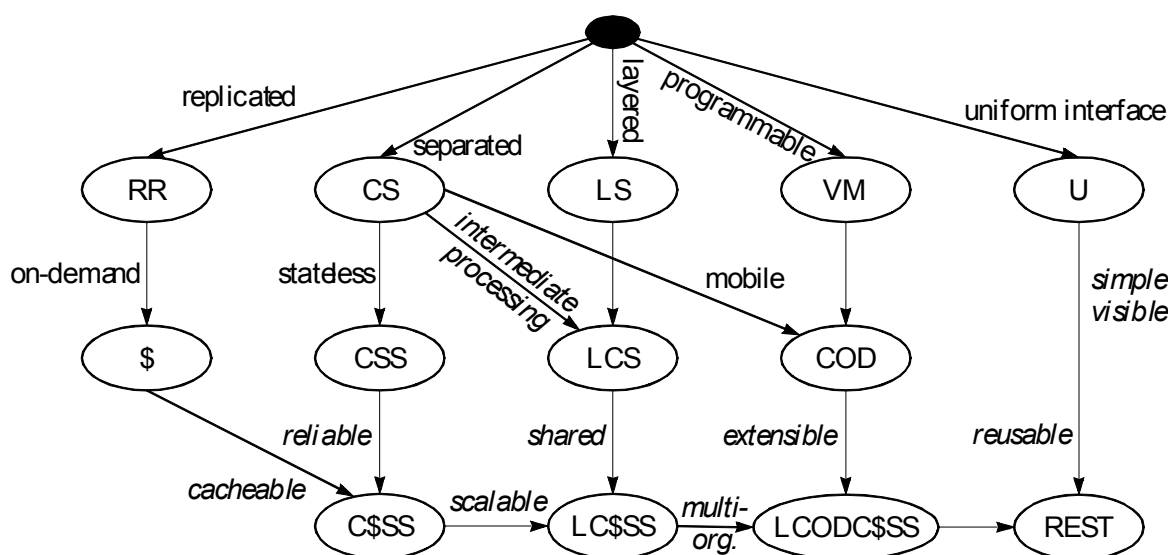 replicated
separated
layered
programmable
uniform interface
RR
CS
LS
VM
U
on-demand
stateless
intermediate
processing
mobile
simple
visible
$
CSS
LCS
COD
cacheable
reliable
shared
extensible
reusable
C$SS
scalable
LC$SS
multi-
org.
LCODC$SS
REST